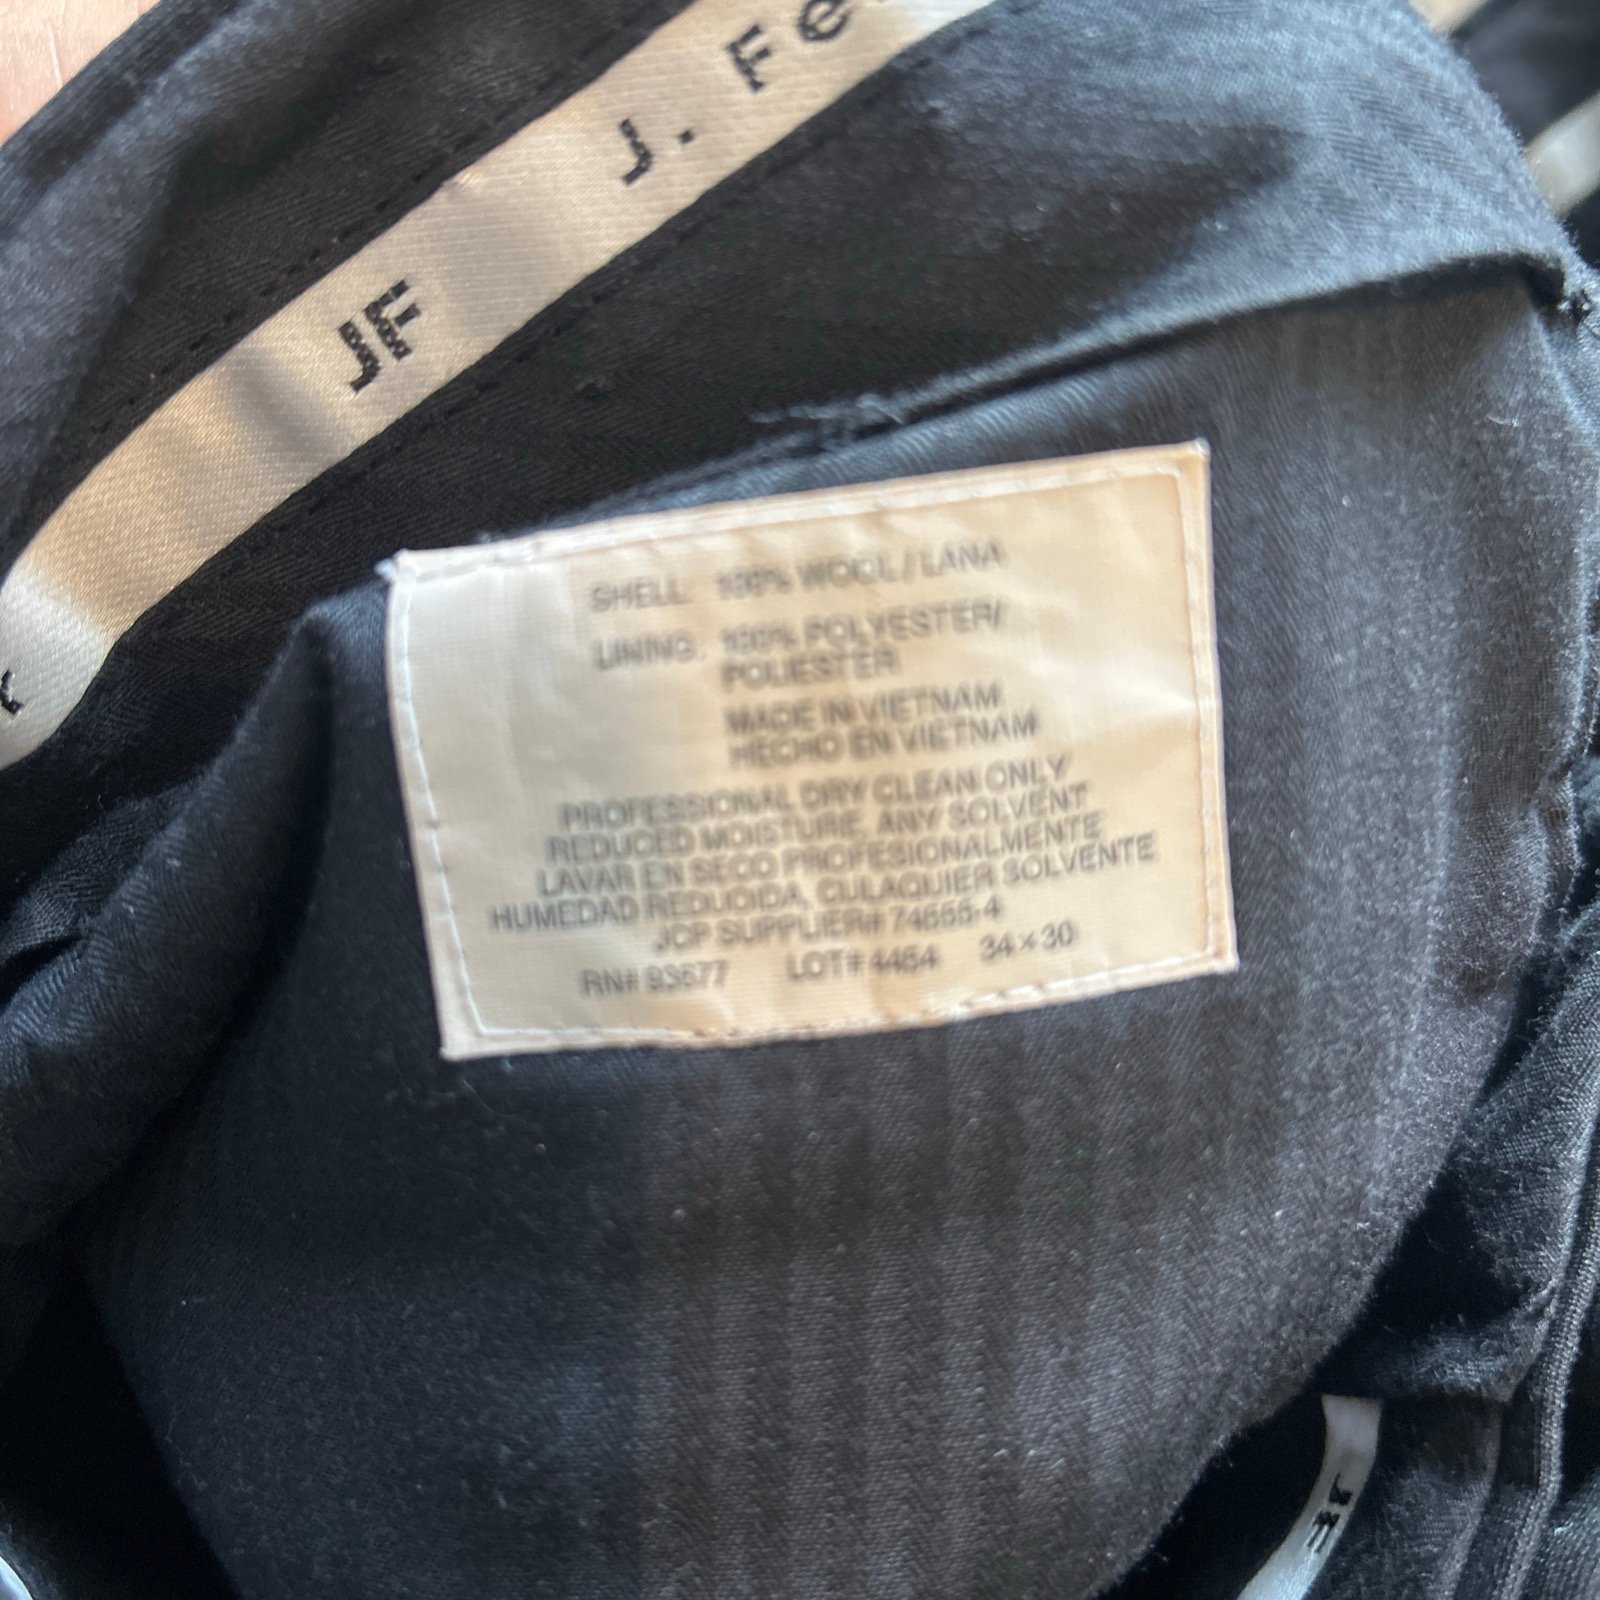 J. Fe
JF
SHELL: 100% WOOL / LANA
LINING: 100% POLYESTER/
POLIESTER
MADE IN VIETNAM
HECHO EN VIETNAM
PROFESSIONAL DRY CLEAN ONLY
REDUCED MOISTURE, ANY SOLVENT
LAVAR EN SECO PROFESIONALMENTE
HUMEDAD REDUCIDA, CULAQUIER SOLVENTE
JCP SUPPLIER# 74655-4
RN# 93677 LOT# 4464 34×30
JF